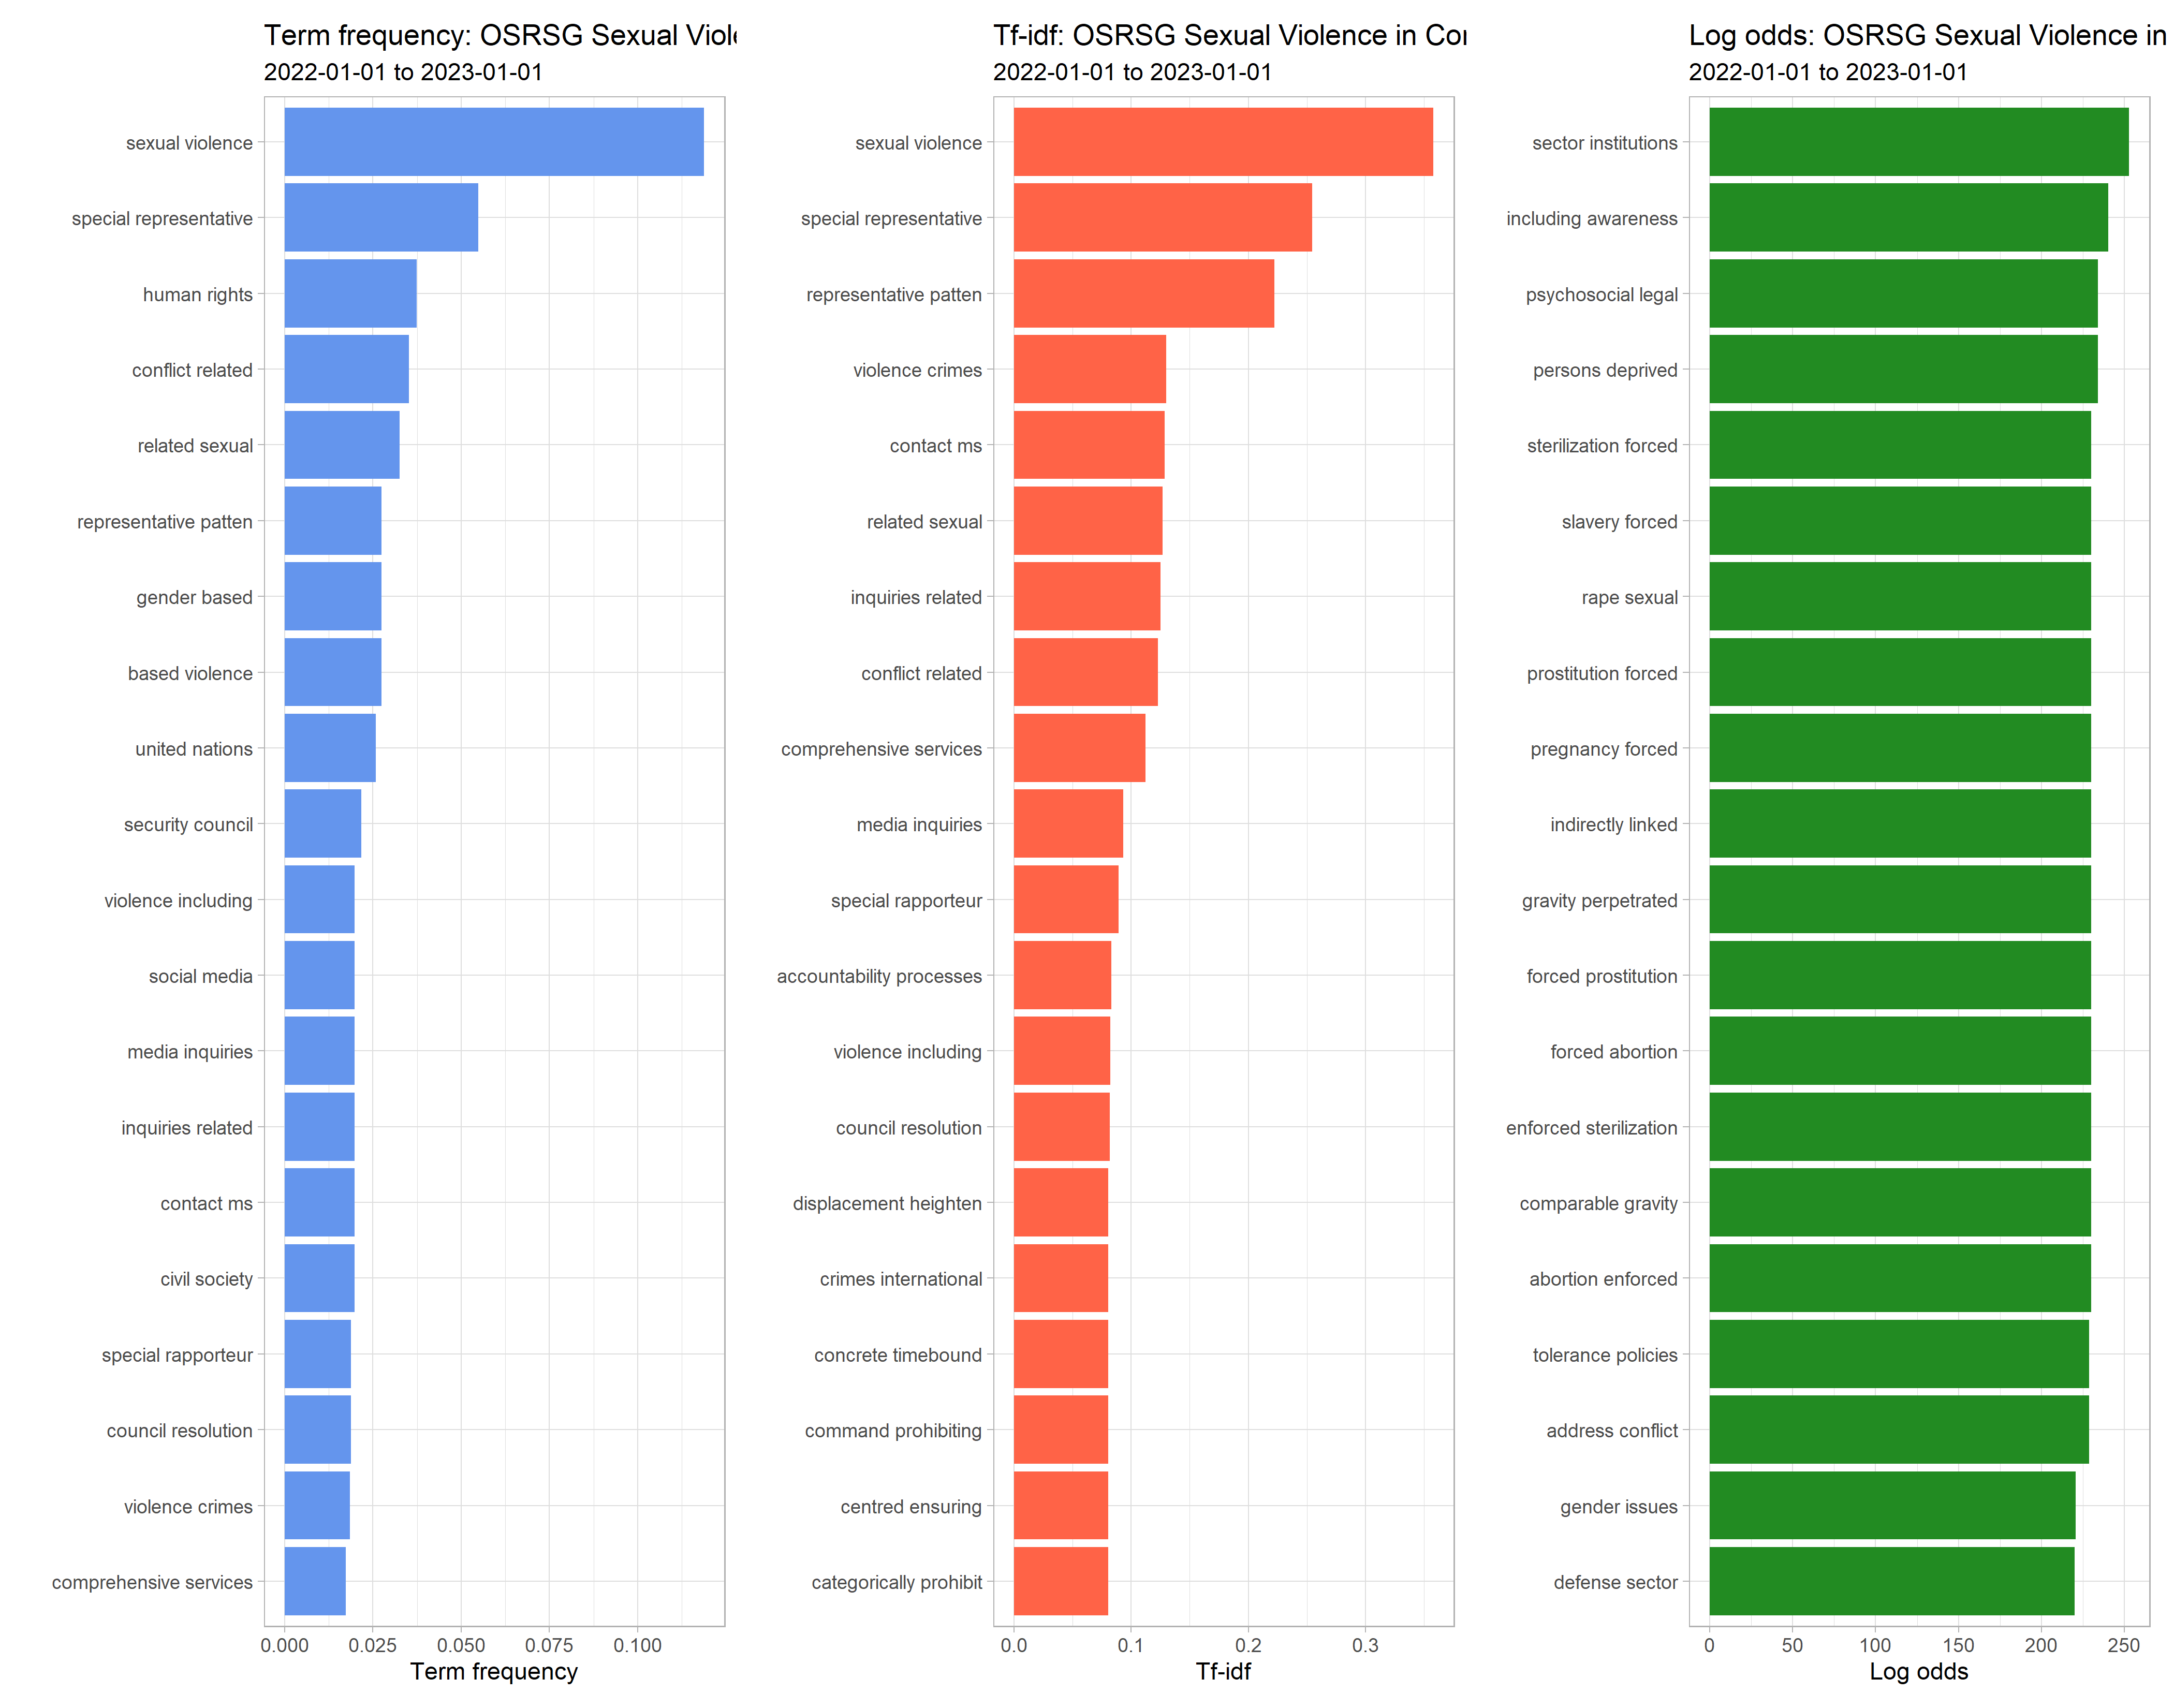 Term frequency: OSRSG Sexual Viole
2022-01-01 to 2023-01-01
sexual violence
special representative
human rights
conflict related
related sexual
representative patten
gender based
based violence
united nations
security council
violence including
social media
media inquiries
inquiries related
contact ms
civil society
special rapporteur
council resolution
violence crimes
comprehensive services
0.000 0.025 0.050 0.075 0.100
Term frequency
Tf-idf: OSRSG Sexual Violence in Con
2022-01-01 to 2023-01-01
sexual violence
special representative
representative patten
violence crimes
contact ms
related sexual
inquiries related
conflict related
comprehensive services
media inquiries
special rapporteur
accountability processes
violence including
council resolution
displacement heighten
crimes international
concrete timebound
command prohibiting
centred ensuring
categorically prohibit
0.0 0.1 0.2 0.3
Tf-idf
Log odds: OSRSG Sexual Violence in
2022-01-01 to 2023-01-01
sector institutions
including awareness
psychosocial legal
persons deprived
sterilization forced
slavery forced
rape sexual
prostitution forced
pregnancy forced
indirectly linked
gravity perpetrated
forced prostitution
forced abortion
enforced sterilization
comparable gravity
abortion enforced
tolerance policies
address conflict
gender issues
defense sector
0 50 100 150 200 250
Log odds